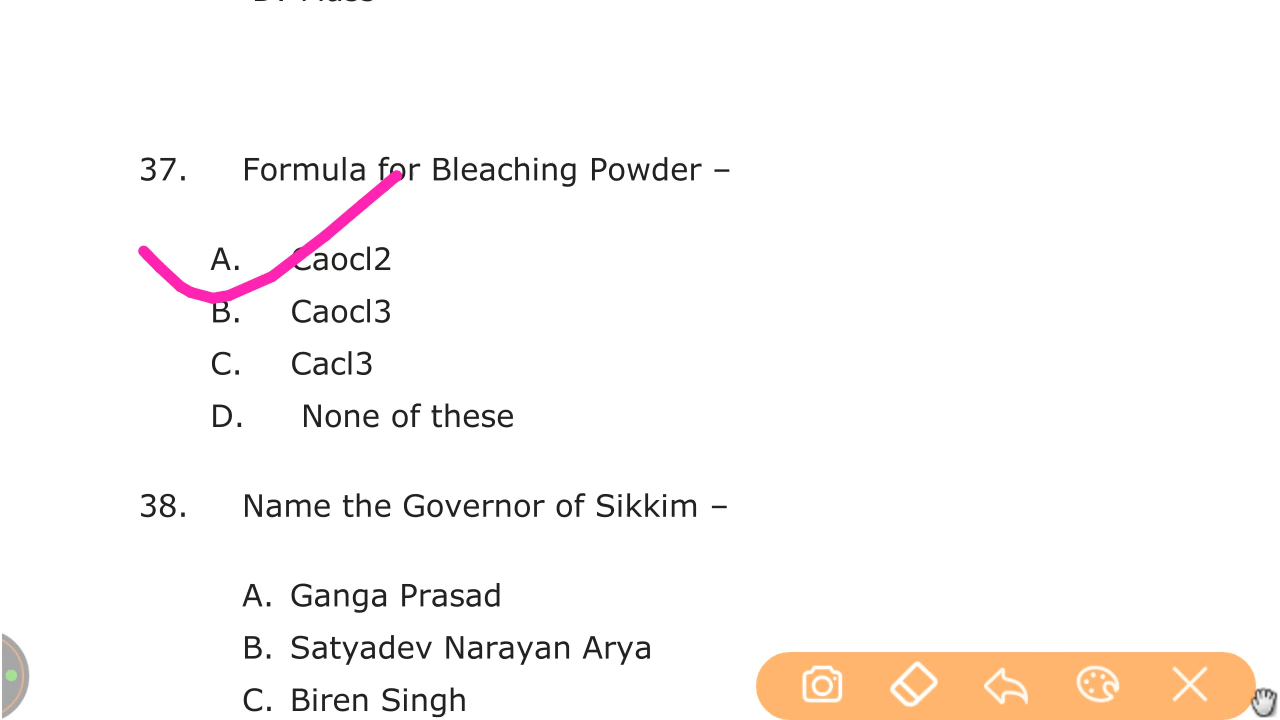 37. Formula for Bleaching Powder –
A. Caocl2
B. Caocl3
C. Cacl3
D. None of these
38. Name the Governor of Sikkim –
A. Ganga Prasad
B. Satyadev Narayan Arya
C. Biren Singh